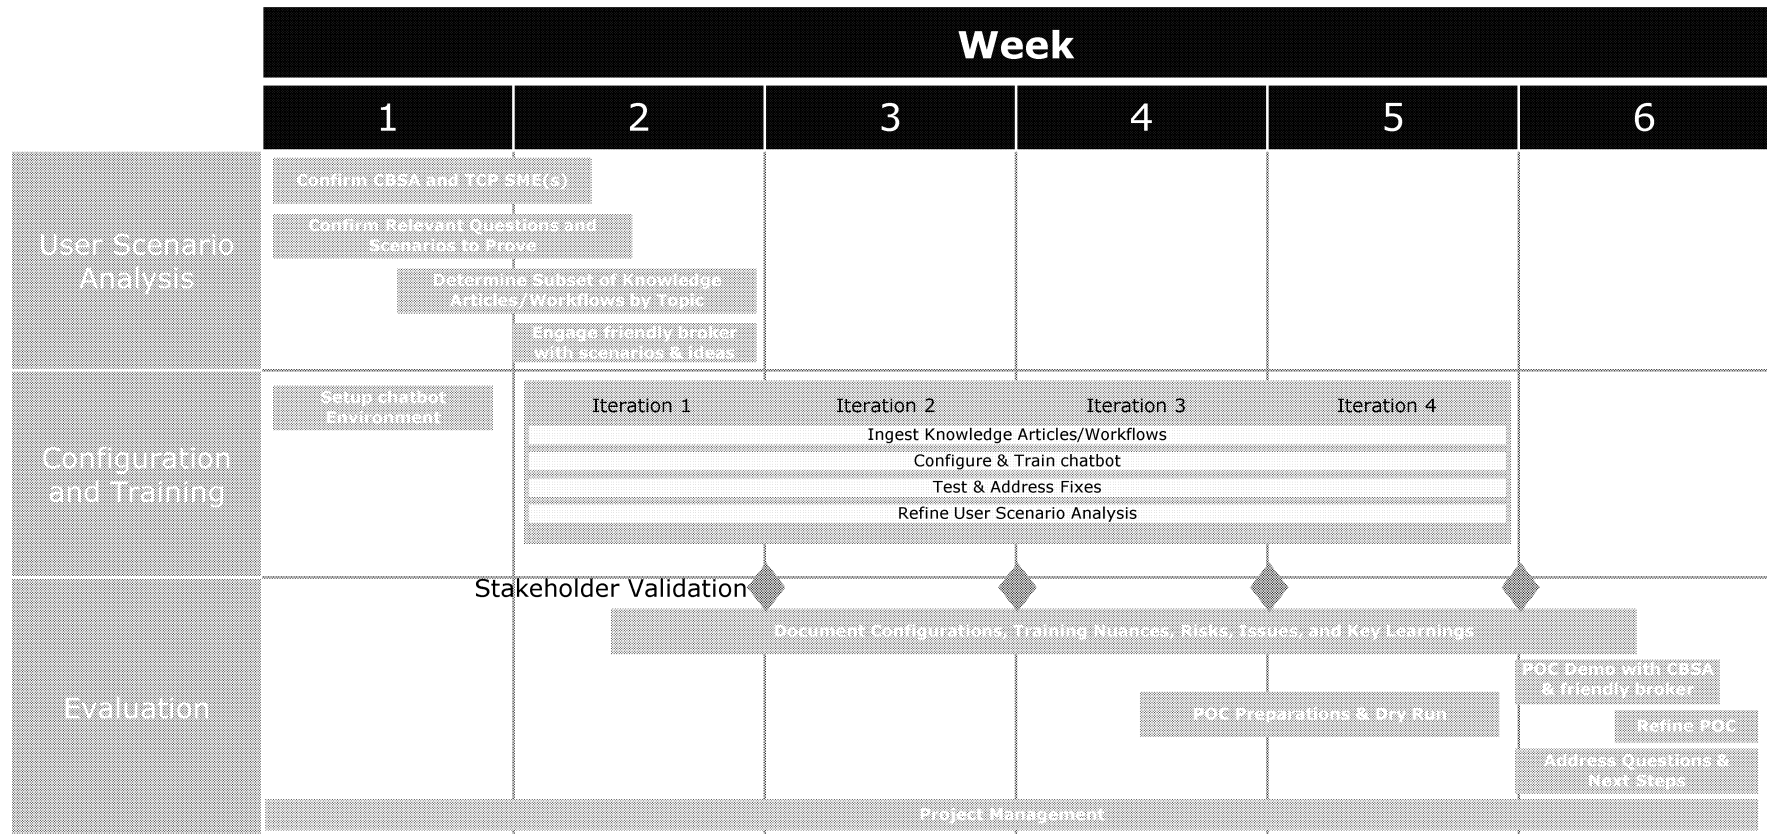 Week
1 2 3 4 5 6
User Scenario
Analysis
Confirm CBSA and TCP SME(s)
Confirm Relevant Questions and
Scenarios to Prove
Determine Subset of Knowledge
Articles/Workflows by Topic
Engage friendly broker
with scenarios & ideas
Configuration
and Training
Setup chatbot
Environment
Iteration 1 Iteration 2 Iteration 3 Iteration 4
Ingest Knowledge Articles/Workflows
Configure & Train chatbot
Test & Address Fixes
Refine User Scenario Analysis
Evaluation
Stakeholder Validation
Document Configurations, Training Nuances, Risks, Issues, and Key Learnings
POC Demo with CBSA
& friendly broker
POC Preparations & Dry Run
Refine POC
Address Questions &
Next Steps
Project Management